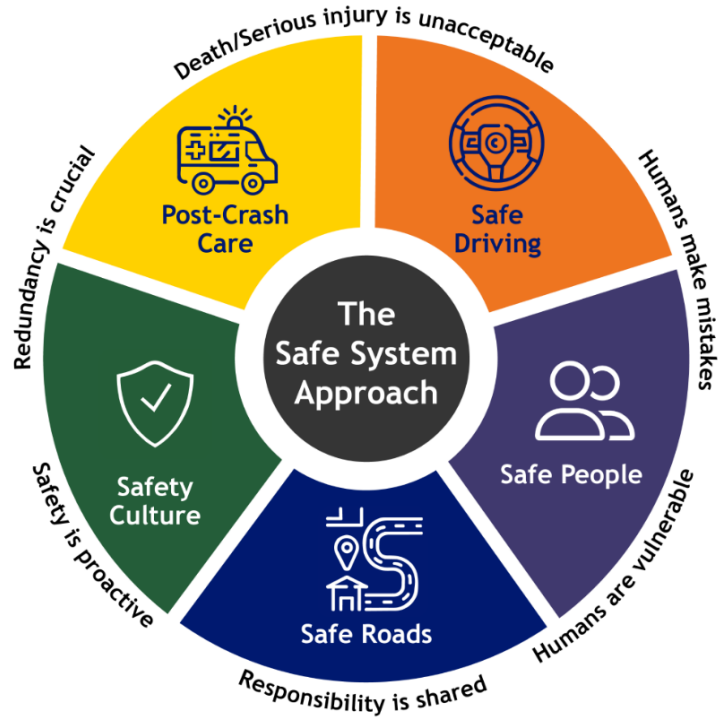 Death/Serious injury is unacceptable
Humans make mistakes
Humans are vulnerable
Responsibility is shared
Safety is proactive
Redundancy is crucial
Post-Crash
Care
Safe
Driving
The
Safe System
Approach
Safe People
Safety
Culture
Safe Roads